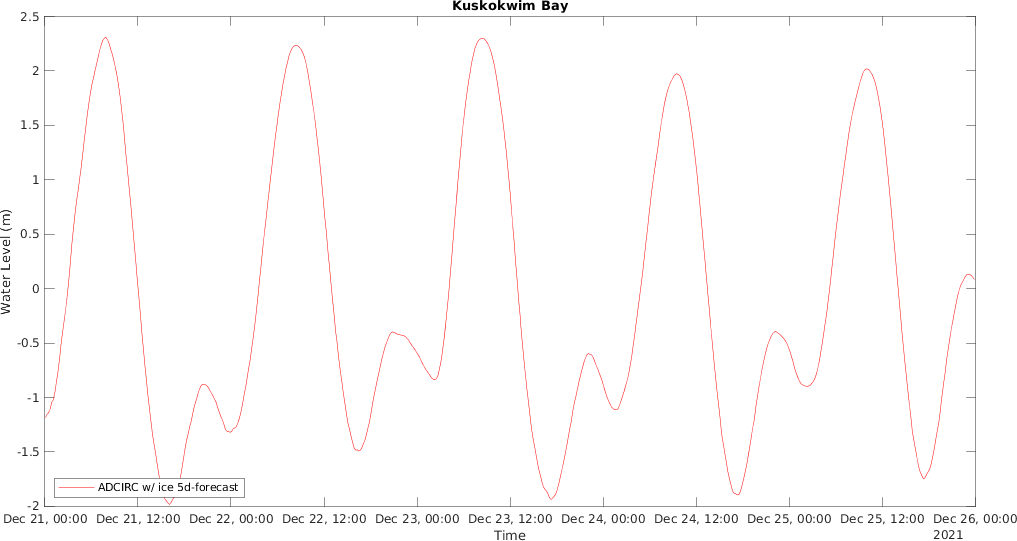 Kuskokwim Bay
Water Level (m)
2.5
2
1.5
1
0.5
0
-0.5
-1
-1.5
-2
ADCIRC w/ ice 5d-forecast
Dec 21, 00:00 Dec 21, 12:00 Dec 22, 00:00 Dec 22, 12:00 Dec 23, 00:00 Dec 23, 12:00 Dec 24, 00:00 Dec 24, 12:00 Dec 25, 00:00 Dec 25, 12:00 Dec 26, 00:00
Time
2021